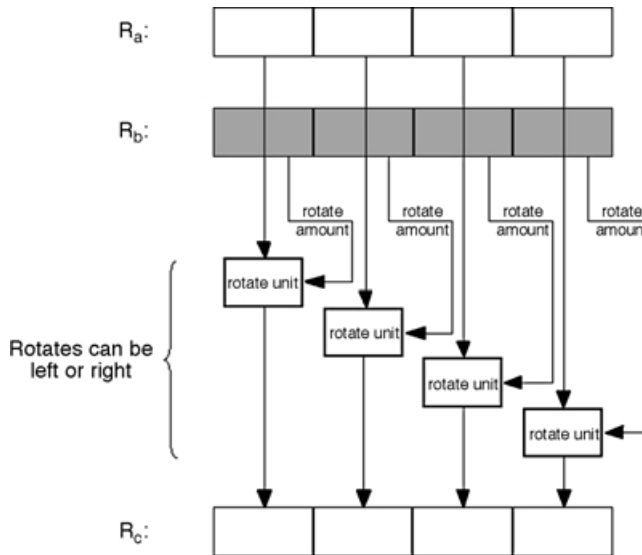 Ra:
Rb:
rotate
amount
rotate
amount
rotate
amount
rotate
amount
rotate unit
rotate unit
Rotates can be
left or right
rotate unit
rotate unit
Rc: